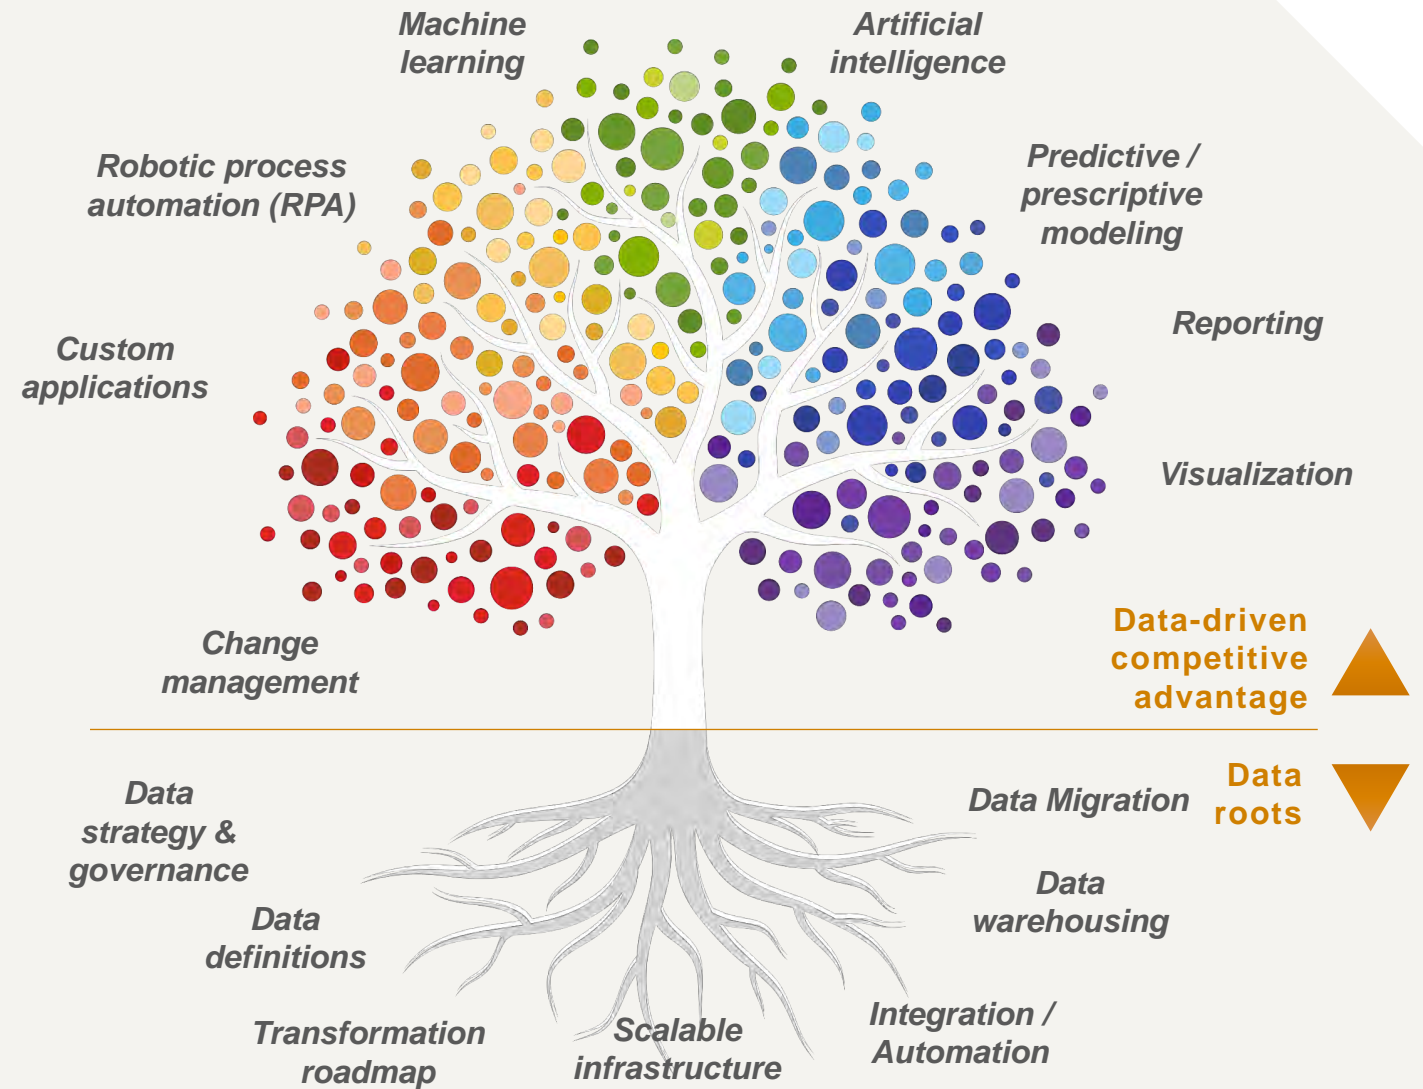 Machine
learning
Artificial
intelligence
Robotic process
automation (RPA)
Predictive /
prescriptive
modeling
Custom
applications
Reporting
Visualization
Change
management
Data-driven
competitive
advantage
Data
roots
Data
strategy &
governance
Data Migration
Data
definitions
Data
warehousing
Transformation
roadmap
Scalable
infrastructure
Integration /
Automation